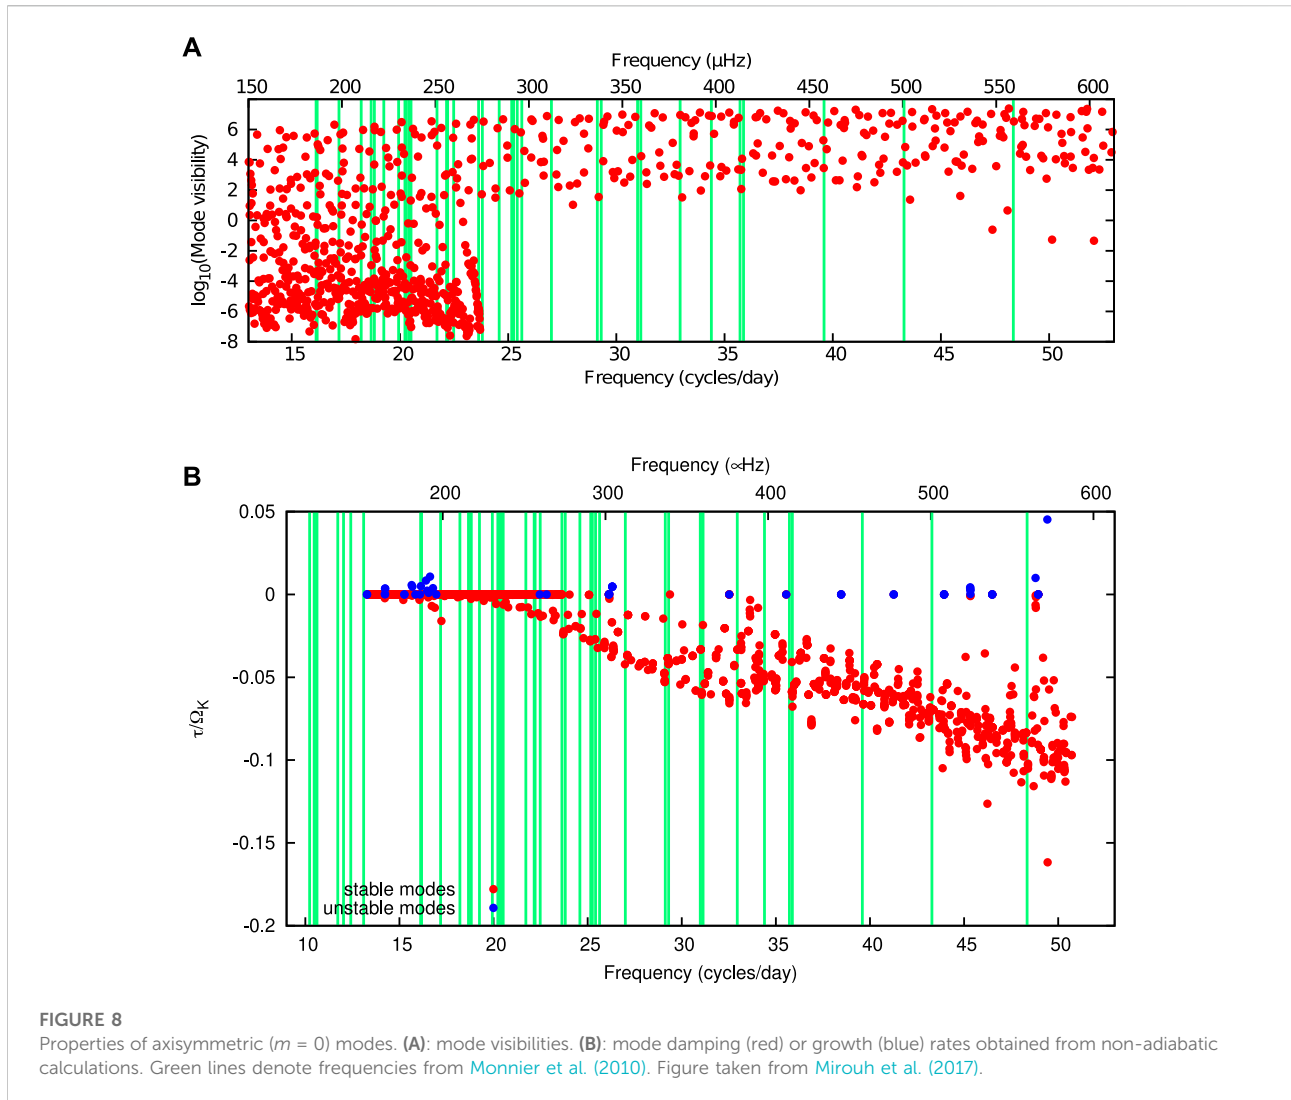 A
Frequency (μHz)
150 200 250 300 350 400 450 500 550 600
6
4
2
0
-2
-4
-6
-8
log10(Mode visibility)
15 20 25 30 35 40 45 50
Frequency (cycles/day)
B
Frequency (∝Hz)
200 300 400 500 600
0.05
0
-0.05
-0.1
-0.15
-0.2
τ/ΩK
stable modes
unstable modes
10 15 20 25 30 35 40 45 50
Frequency (cycles/day)
FIGURE 8
Properties of axisymmetric (m = 0) modes. (A): mode visibilities. (B): mode damping (red) or growth (blue) rates obtained from non-adiabatic
calculations. Green lines denote frequencies from Monnier et al. (2010). Figure taken from Mirouh et al. (2017).